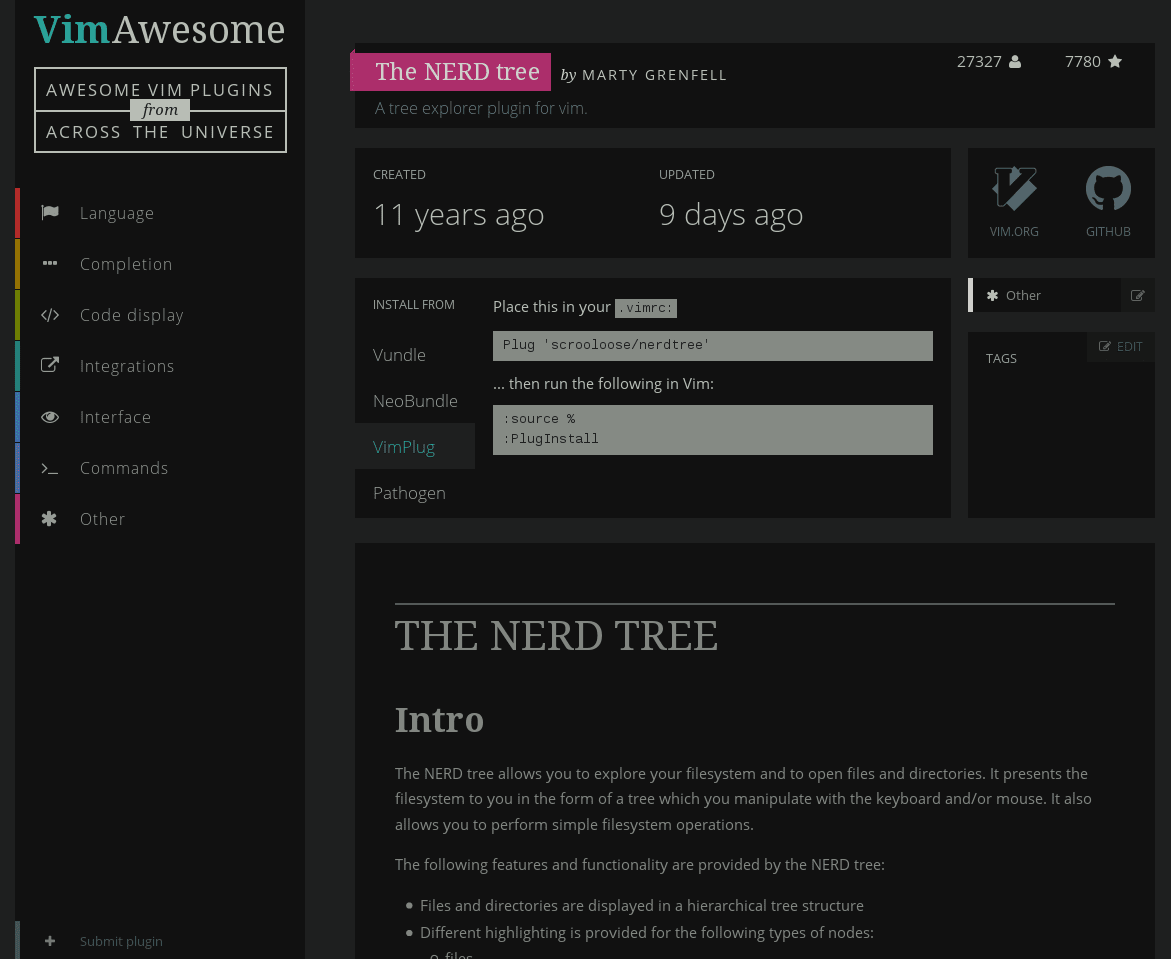 VimAwesome
AWESOME VIM PLUGINS
from
ACROSS THE UNIVERSE
Language
Completion
Code display
Integrations
Interface
Commands
Other
Submit plugin
The NERD tree by MARTY GRENFELL
27327 7780
A tree explorer plugin for vim.
CREATED
11 years ago
UPDATED
9 days ago
VIM.ORG
GITHUB
INSTALL FROM
Vundle
NeoBundle
VimPlug
Pathogen
Place this in your .vimrc:
Plug 'scrooloose/nerdtree'
... then run the following in Vim:
:source %
:PlugInstall
Other
TAGS
EDIT
THE NERD TREE
Intro
The NERD tree allows you to explore your filesystem and to open files and directories. It presents the
filesystem to you in the form of a tree which you manipulate with the keyboard and/or mouse. It also
allows you to perform simple filesystem operations.
The following features and functionality are provided by the NERD tree:
Files and directories are displayed in a hierarchical tree structure
Different highlighting is provided for the following types of nodes:
files